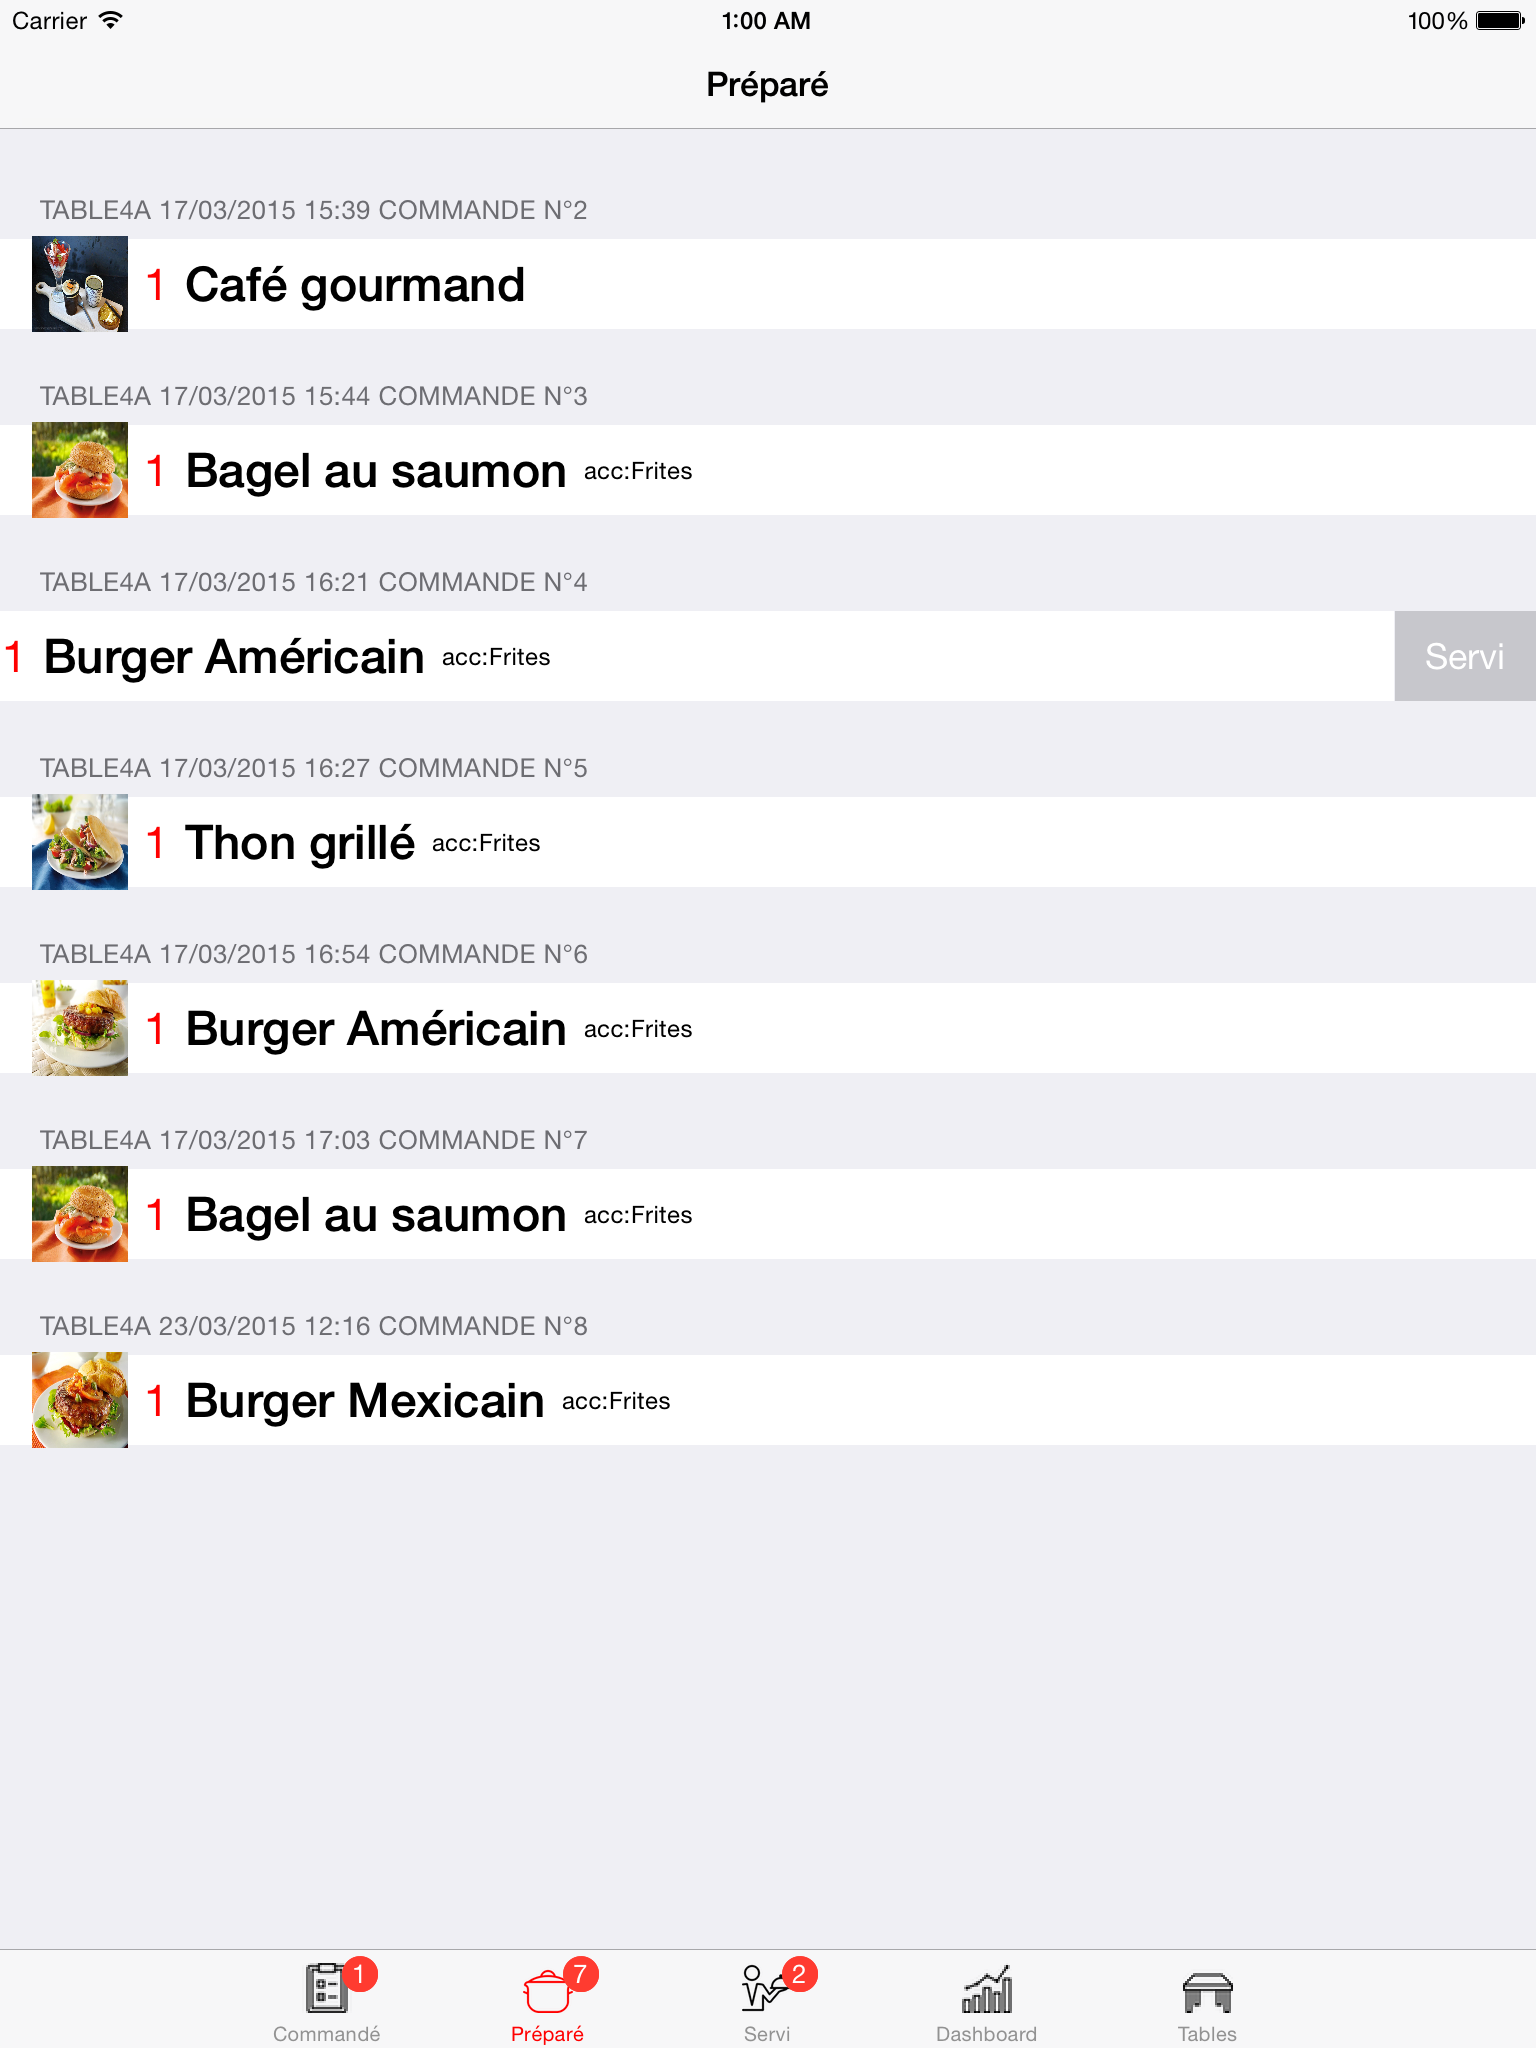 Carrier 1:00 AM 100%
Préparé
TABLE4A 17/03/2015 15:39 COMMANDE N°2
1 Café gourmand
TABLE4A 17/03/2015 15:44 COMMANDE N°3
1 Bagel au saumon acc:Frites
TABLE4A 17/03/2015 16:21 COMMANDE N°4
1 Burger Américain acc:Frites Servi
TABLE4A 17/03/2015 16:27 COMMANDE N°5
1 Thon grillé acc:Frites
TABLE4A 17/03/2015 16:54 COMMANDE N°6
1 Burger Américain acc:Frites
TABLE4A 17/03/2015 17:03 COMMANDE N°7
1 Bagel au saumon acc:Frites
TABLE4A 23/03/2015 12:16 COMMANDE N°8
1 Burger Mexicain acc:Frites
1 7 2
Commandé Préparé Servi Dashboard Tables